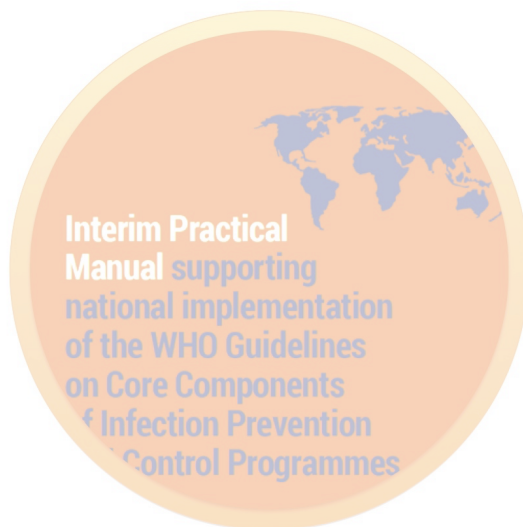 Interim Practical
Manual supporting
national implementation
of the WHO Guidelines
on Core Components
Infection Prevention
Control Programmes